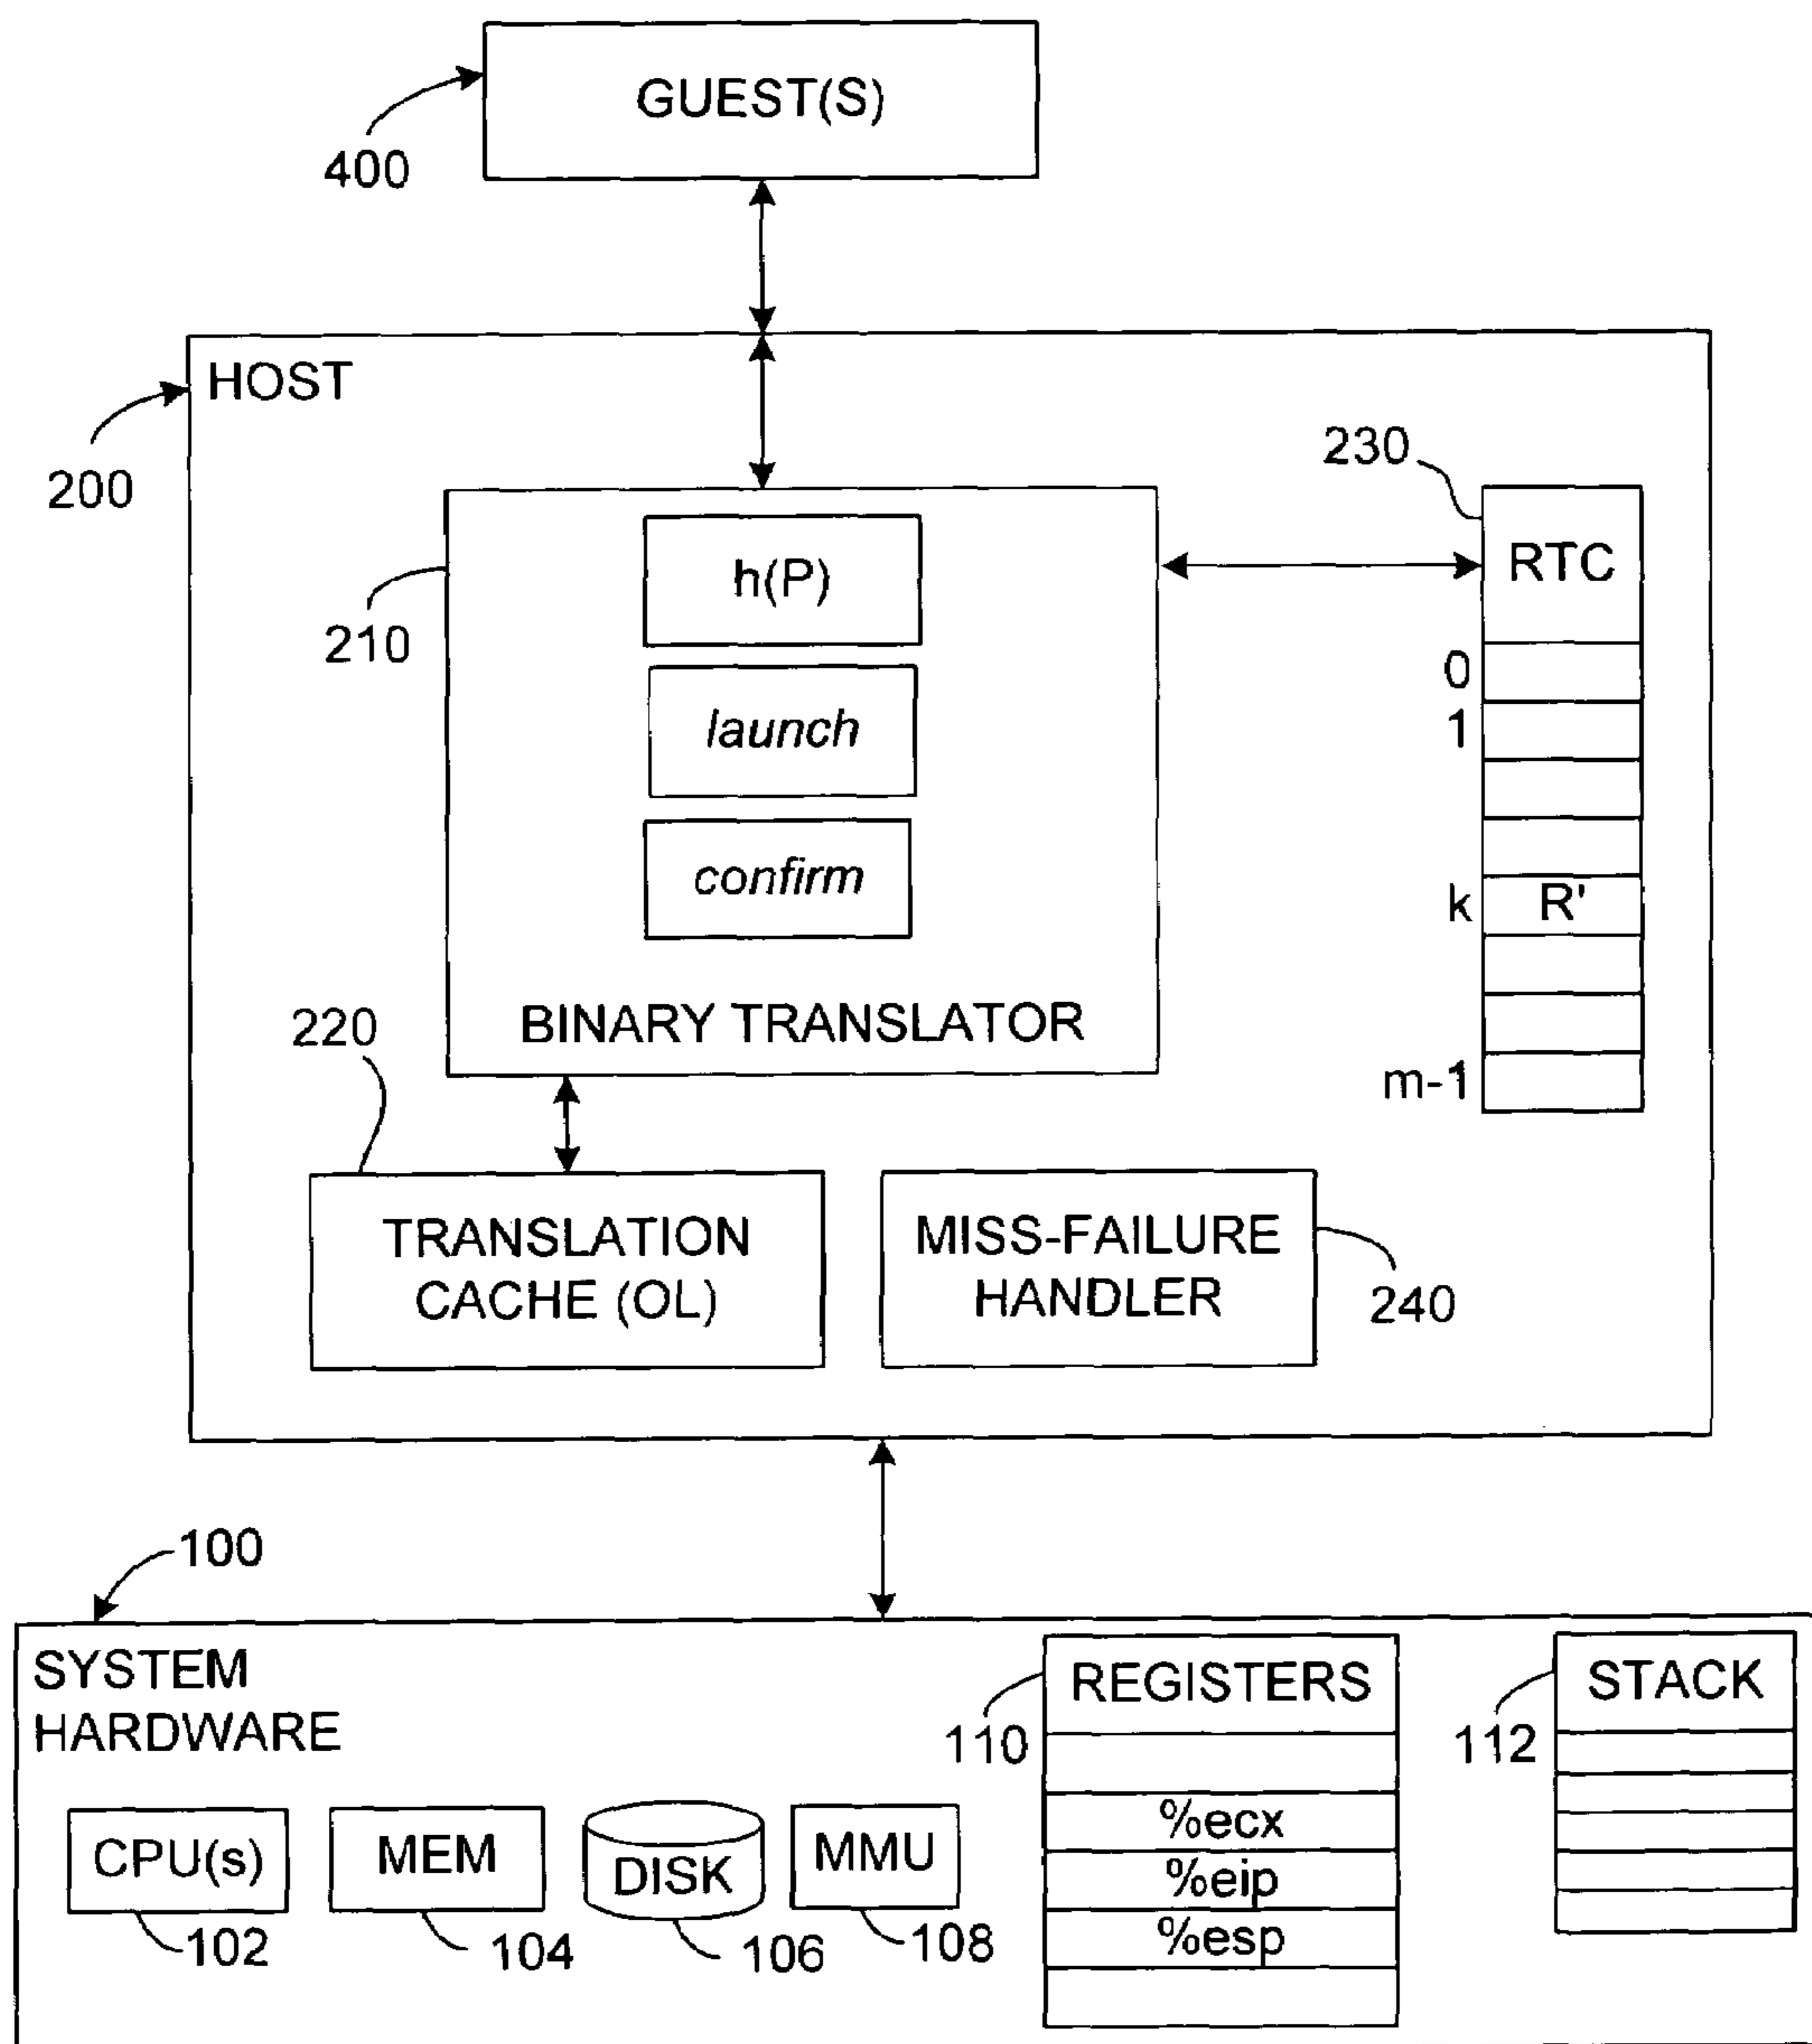 GUEST(S)
400
HOST
200
230
RTC
h(P)
210
0
launch
1
confirm
k
R'
BINARY TRANSLATOR
220
m-1
TRANSLATION
CACHE (OL)
MISS-FAILURE
HANDLER
240
100
SYSTEM
HARDWARE
REGISTERS
STACK
110
112
%ecx
%eip
%esp
CPU(s)
MEM
DISK
MMU
102
104
106
108